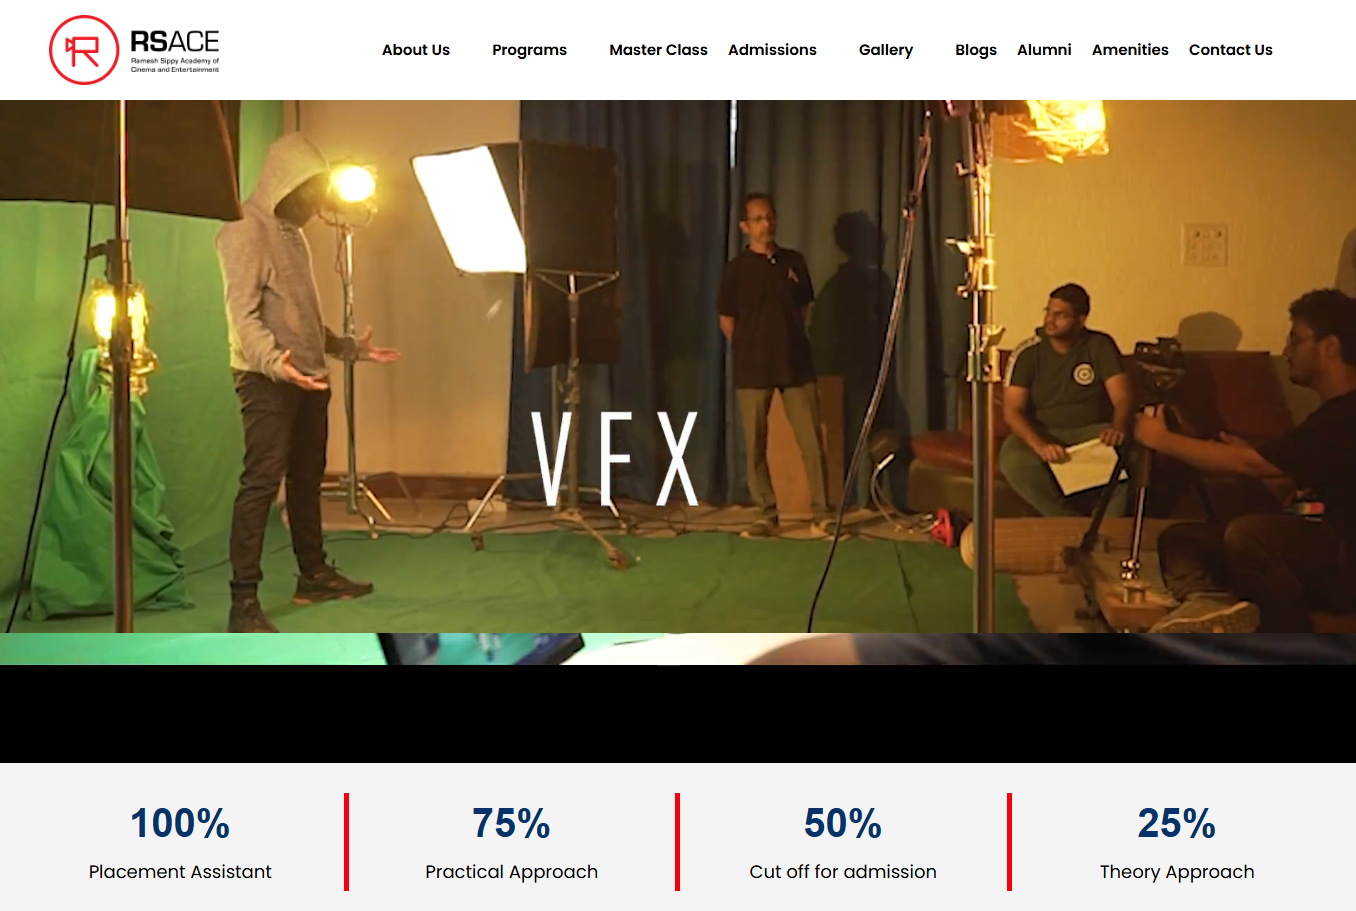 RSACE
Ramesh Sippy Academy of
Cinema and Entertainment
About Us Programs Master Class Admissions Gallery Blogs Alumni Amenities Contact Us
VFX
100% 75% 50% 25%
Placement Assistant Practical Approach Cut off for admission Theory Approach